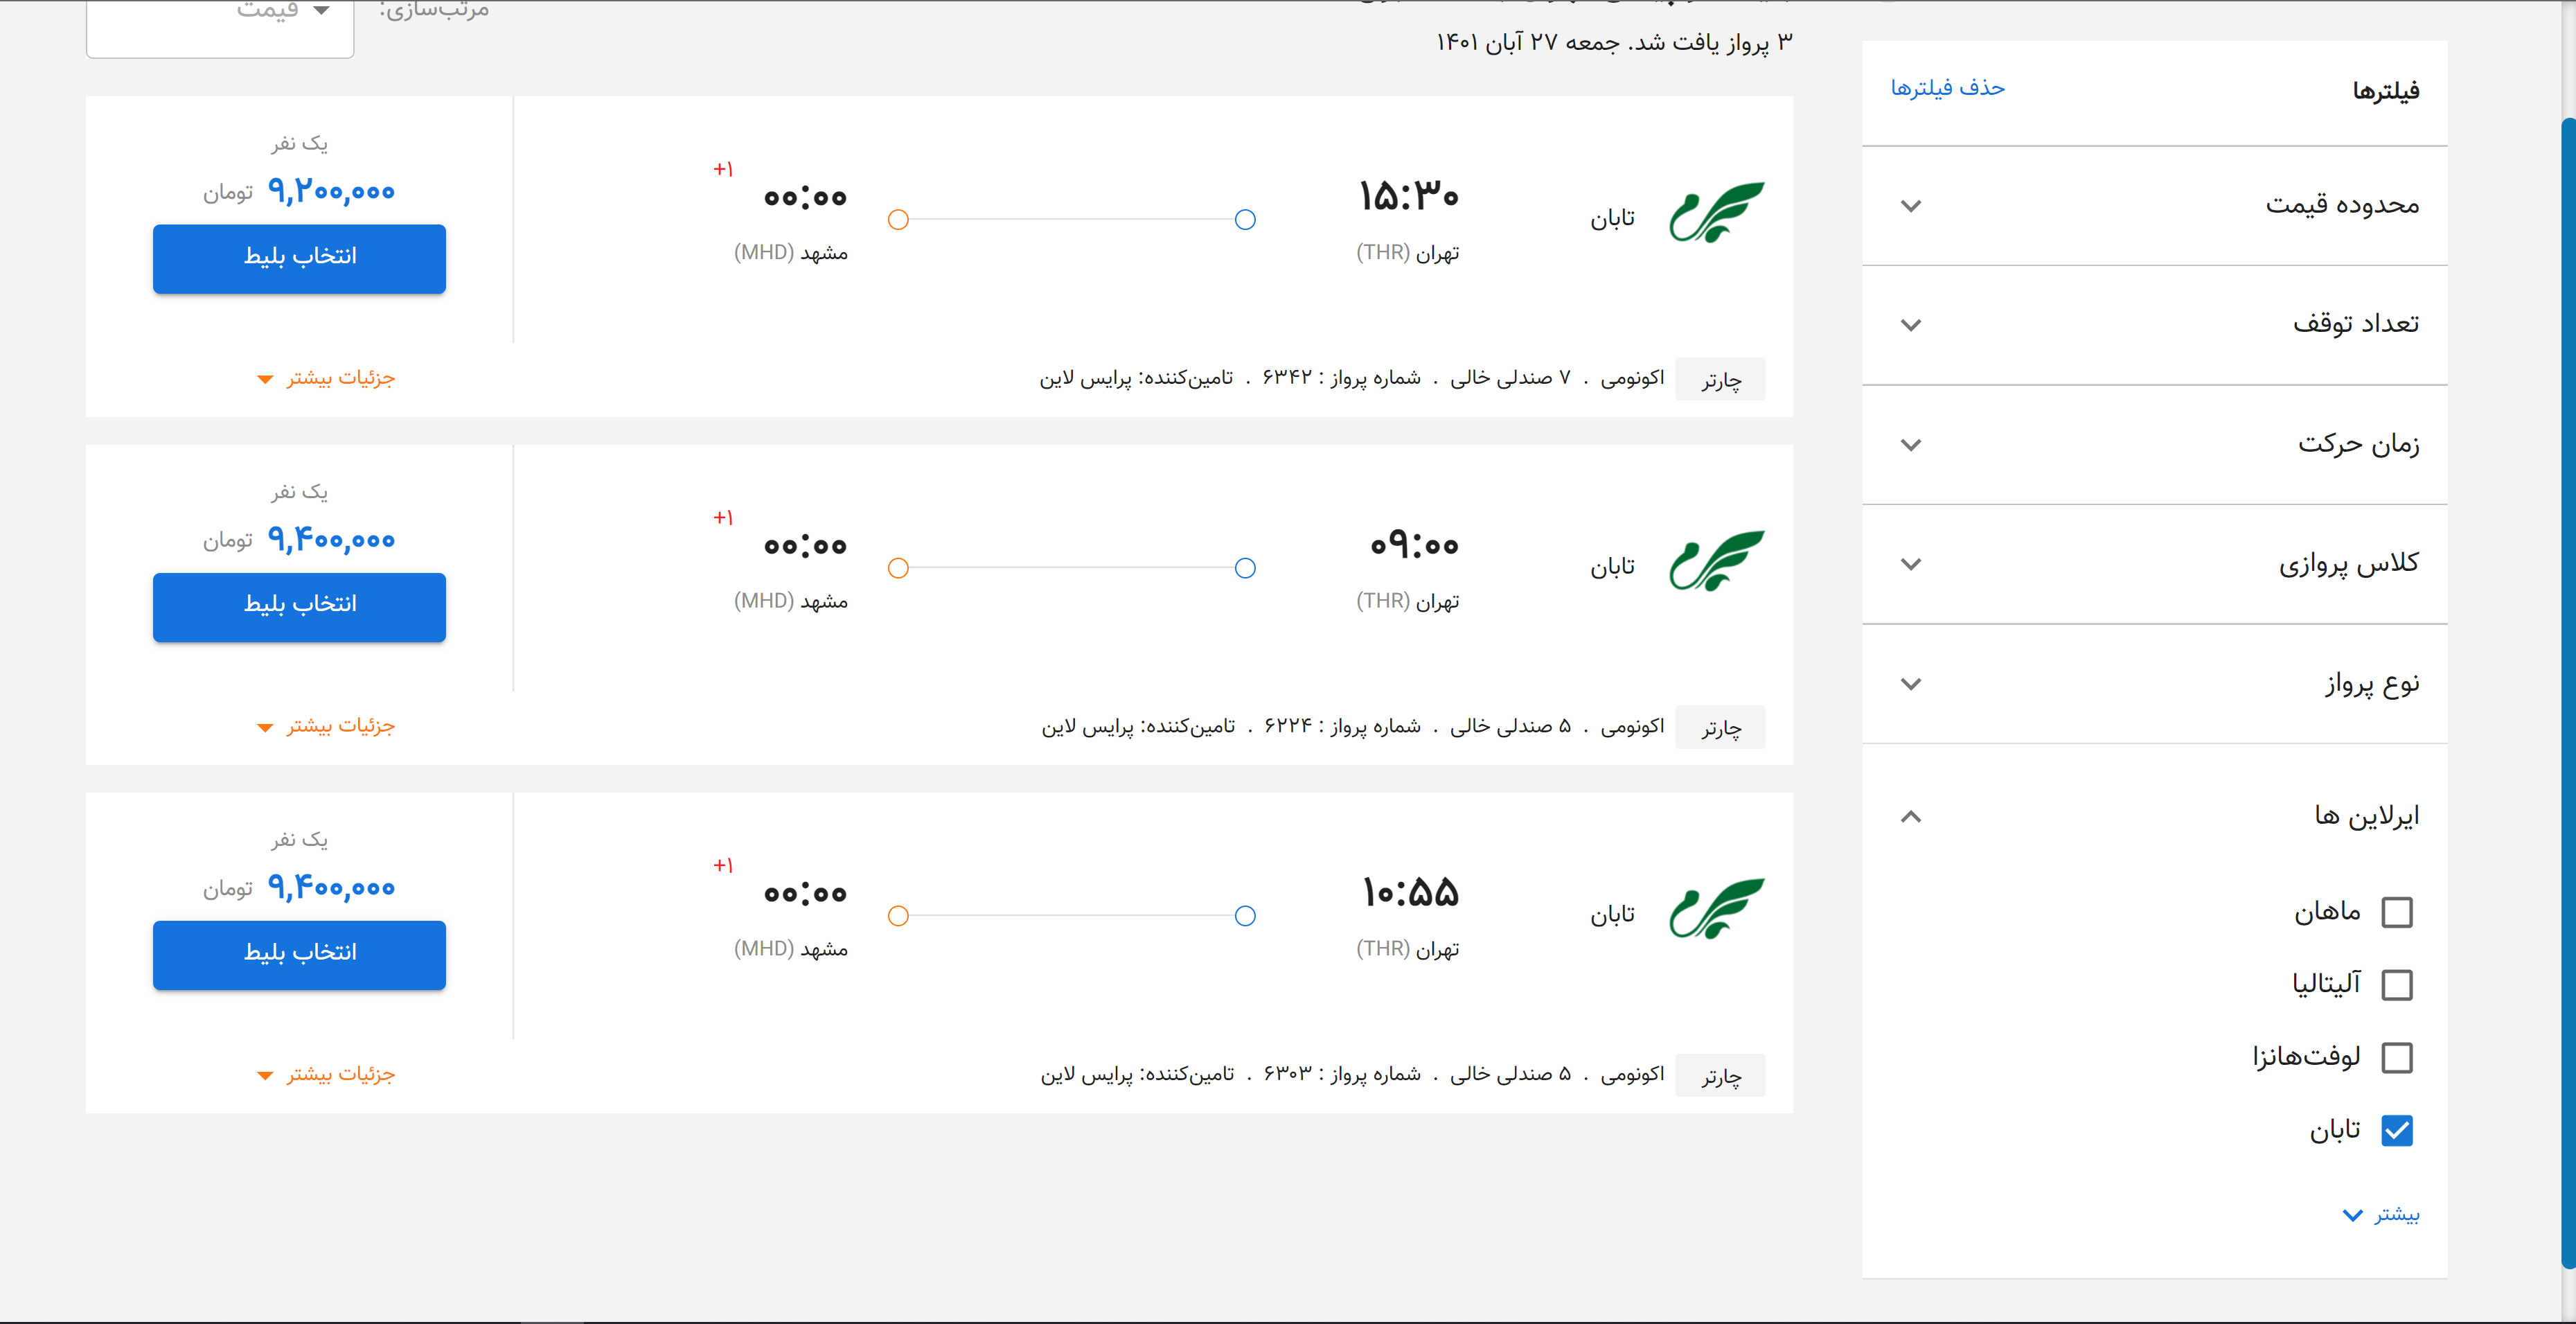 ۳ پرواز یافت شد. جمعه ۲۷ آبان ۱۴۰۱
مرتب‌سازی:
قیمت
فیلترها
حذف فیلترها
محدوده قیمت
تعداد توقف
زمان حرکت
کلاس پروازی
نوع پرواز
ایرلاین ها
ماهان
آلیتالیا
لوفت‌هانزا
تابان
بیشتر
تابان
۱۵:۳۰
تهران (THR)
۰۰:۰۰
+۱
مشهد (MHD)
یک نفر
۹,۲۰۰,۰۰۰ تومان
انتخاب بلیط
چارتر
اکونومی . ۷ صندلی خالی . شماره پرواز : ۶۳۴۲ . تامین‌کننده: پرایس لاین
جزئیات بیشتر
تابان
۰۹:۰۰
تهران (THR)
۰۰:۰۰
+۱
مشهد (MHD)
یک نفر
۹,۴۰۰,۰۰۰ تومان
انتخاب بلیط
چارتر
اکونومی . ۵ صندلی خالی . شماره پرواز : ۶۲۲۴ . تامین‌کننده: پرایس لاین
جزئیات بیشتر
تابان
۱۰:۵۵
تهران (THR)
۰۰:۰۰
+۱
مشهد (MHD)
یک نفر
۹,۴۰۰,۰۰۰ تومان
انتخاب بلیط
چارتر
اکونومی . ۵ صندلی خالی . شماره پرواز : ۶۳۰۳ . تامین‌کننده: پرایس لاین
جزئیات بیشتر